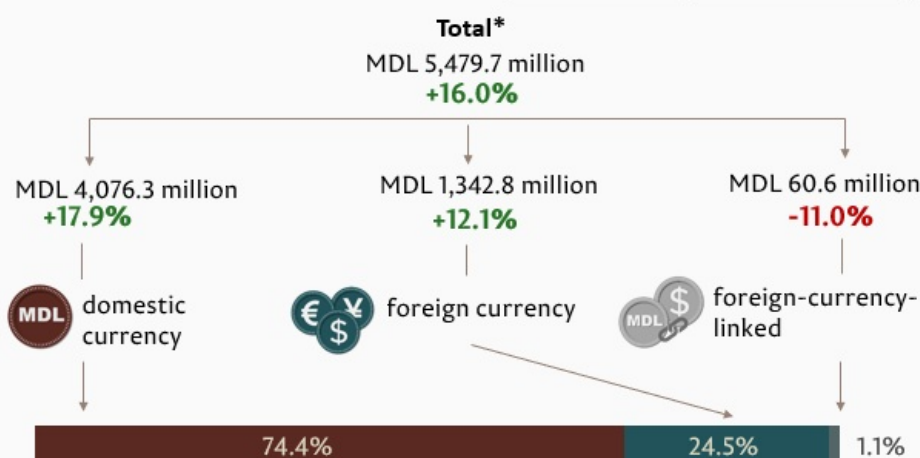 Total*
MDL 5,479.7 million
+16.0%
MDL 4,076.3 million
+17.9%
MDL 1,342.8 million
+12.1%
MDL 60.6 million
-11.0%
MDL
domestic
currency
€ ¥
$
foreign currency
MDL $
foreign-currency-
linked
74.4%
24.5%
1.1%